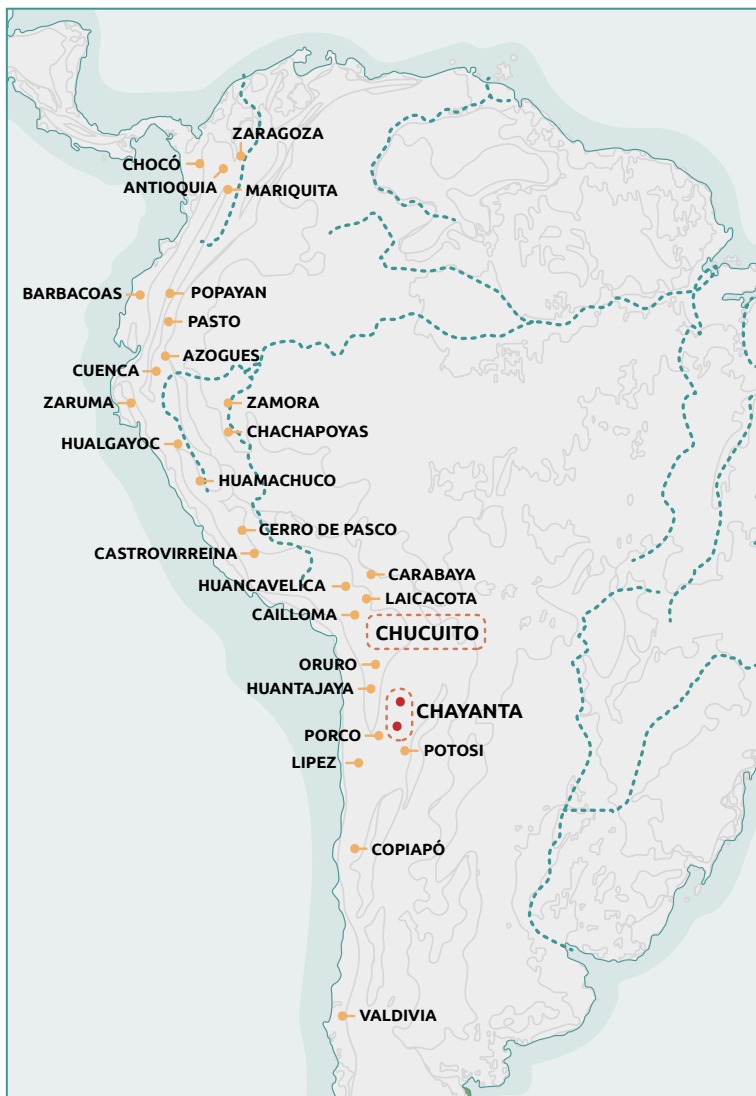 ZARAGOZA
CHOCÓ
ANTIOQUIA
MARIQUITA
BARBACOAS
POPAYAN
PASTO
AZOGUES
CUENCA
ZARUMA
ZAMORA
CHACHAPOYAS
HUALGAYOC
HUAMACHUCO
CERRO DE PASCO
CASTROVIRREINA
CARABAYA
HUANCAVELICA
LAICACOTA
CAILLOMA
CHUCUITO
ORURO
HUANTAJAYA
CHAYANTA
PORCO
POTOSI
LIPEZ
COPIAPÓ
VALDIVIA